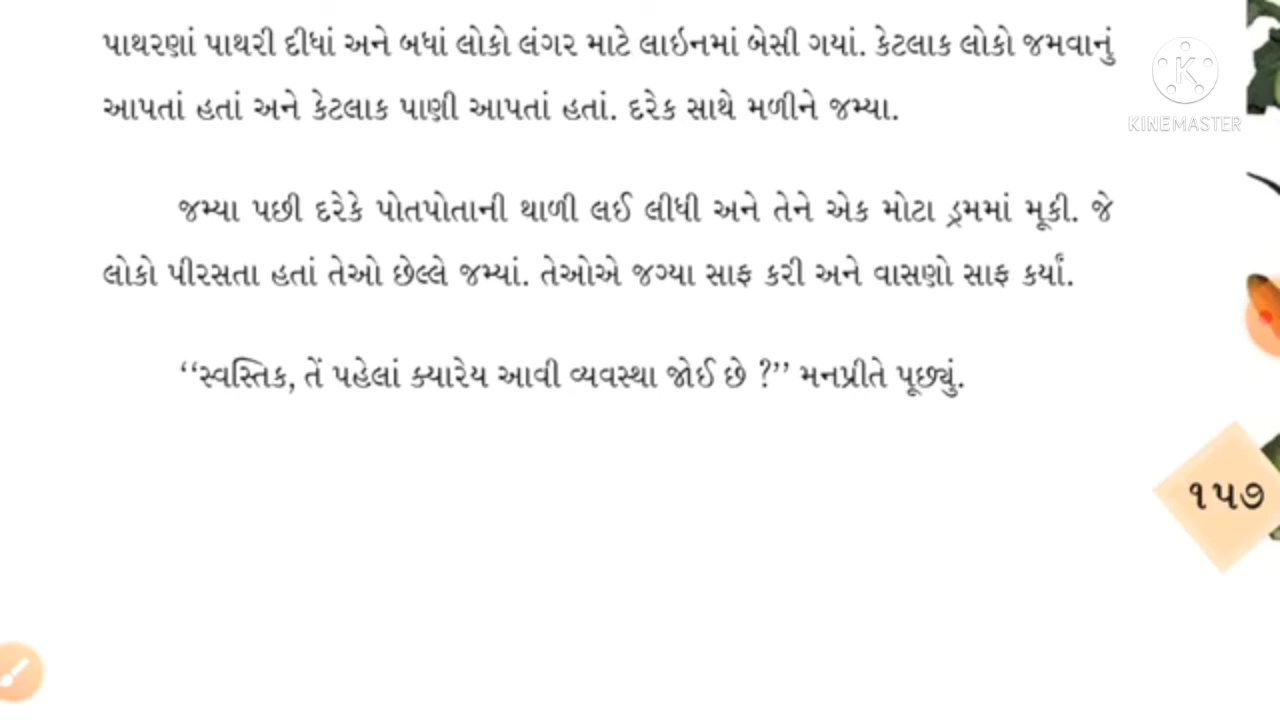 પાથરણાં પાથરી દીધાં અને બધાં લોકો લંગર માટે લાઇનમાં બેસી ગયાં. કેટલાક લોકો જમવાનું
આપતાં હતાં અને કેટલાક પાણી આપતાં હતાં. દરેક સાથે મળીને જમ્યા.
જમ્યા પછી દરેકે પોતપોતાની થાળી લઈ લીધી અને તેને એક મોટા ડ્રમમાં મૂકી. જે
લોકો પીરસતા હતાં તેઓ છેલ્લે જમ્યાં. તેઓએ જગ્યા સાફ કરી અને વાસણો સાફ કર્યાં.
‘‘સ્વસ્તિક, તેં પહેલાં ક્યારેય આવી વ્યવસ્થા જોઈ છે ?’’ મનપ્રીતે પૂછ્યું.
૧૫૭
K
KINEMASTER